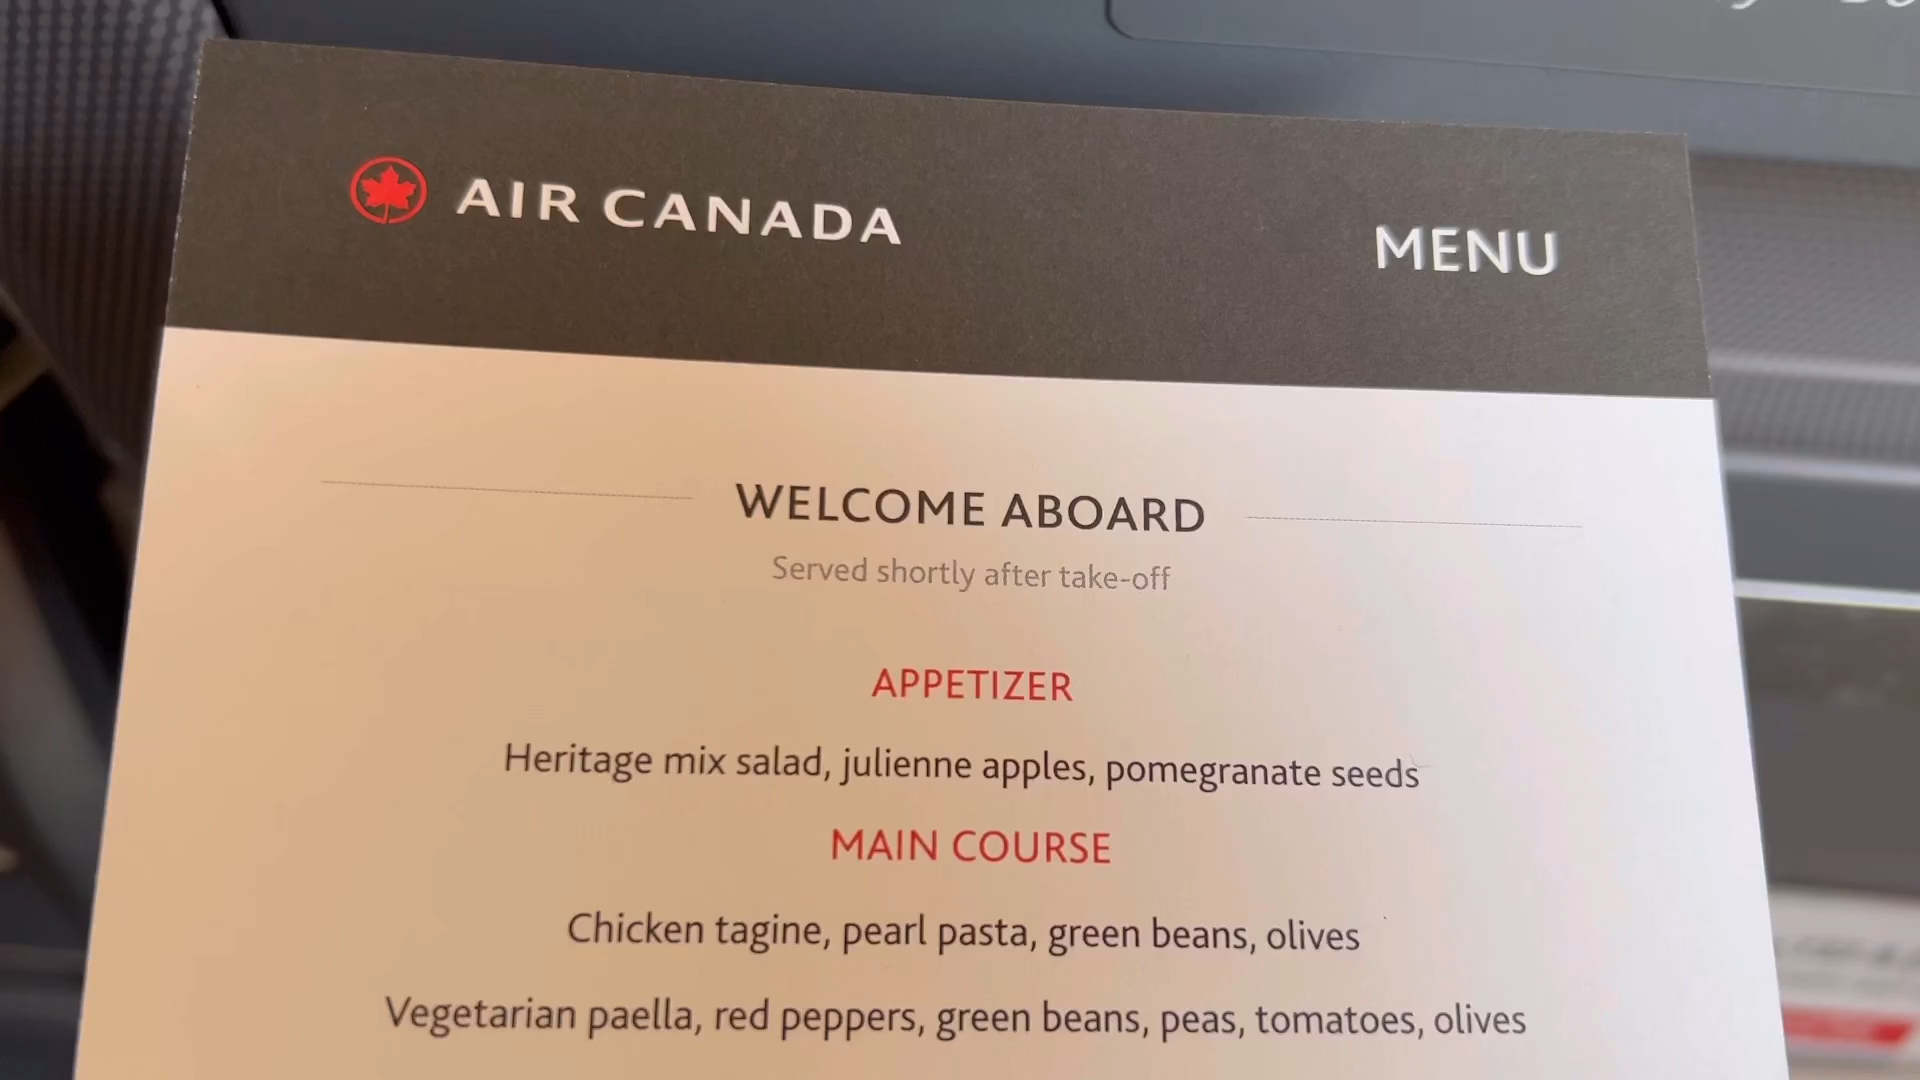 AIR CANADA
MENU
WELCOME ABOARD
Served shortly after take-off
APPETIZER
Heritage mix salad, julienne apples, pomegranate seeds
MAIN COURSE
Chicken tagine, pearl pasta, green beans, olives
Vegetarian paella, red peppers, green beans, peas, tomatoes, olives